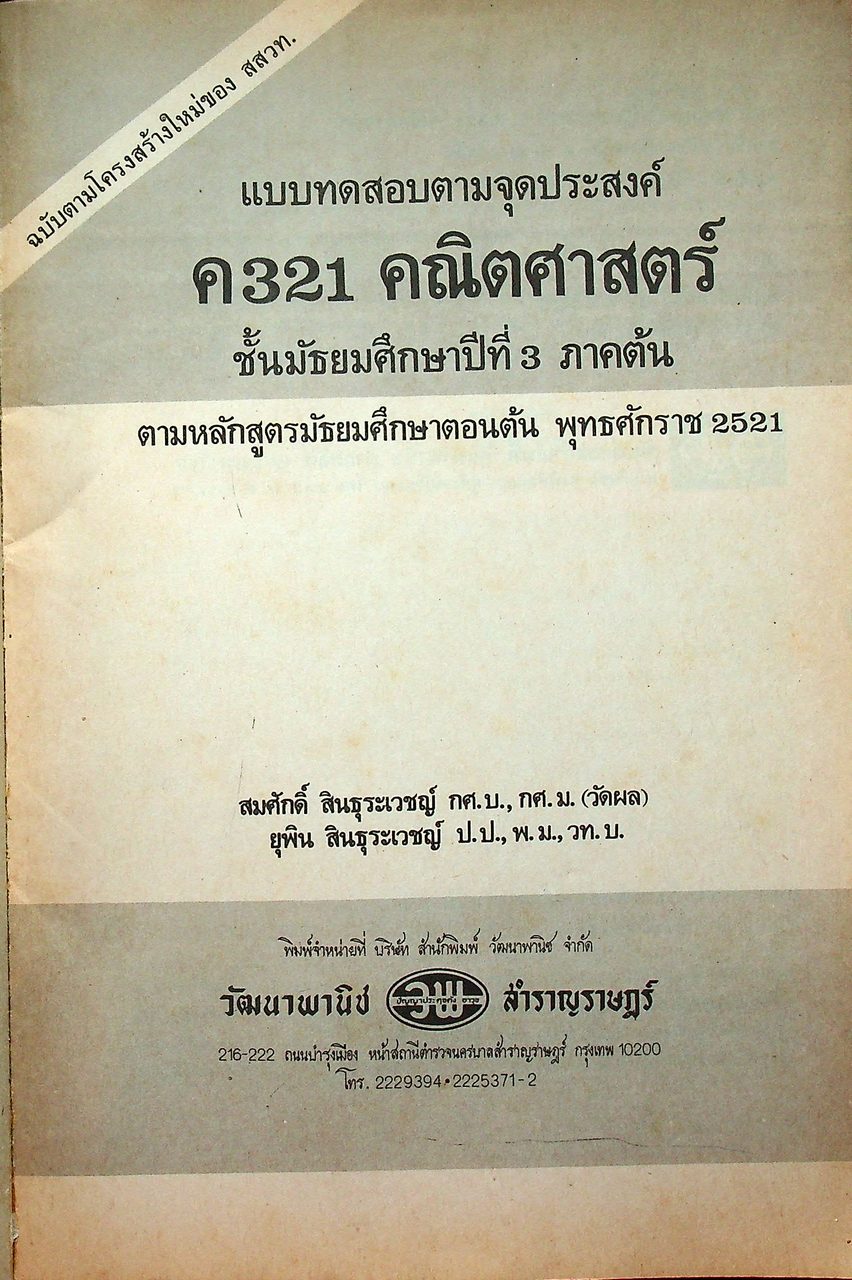 ฉบับตามโครงสร้างใหม่ของ สสวท.
แบบทดสอบตามจุดประสงค์
ค321 คณิตศาสตร์
ชั้นมัธยมศึกษาปีที่ 3 ภาคต้น
ตามหลักสูตรมัธยมศึกษาตอนต้น พุทธศักราช 2521
สมศักดิ์ สินธุระเวชญ์ กศ.บ., กศ.ม. (วัดผล)
ยุพิน สินธุระเวชญ์ ป.ป., พ.ม., วท.บ.
พิมพ์จำหน่ายที่ บริษัท สำนักพิมพ์ วัฒนาพานิช จำกัด
วัฒนาพานิช วพ สำราญราษฎร์
216-222 ถนนบำรุงเมือง หน้าสถานีตำรวจนครบาลสำราญราษฎร์ กรุงเทพ 10200
โทร. 2229394•2225371-2